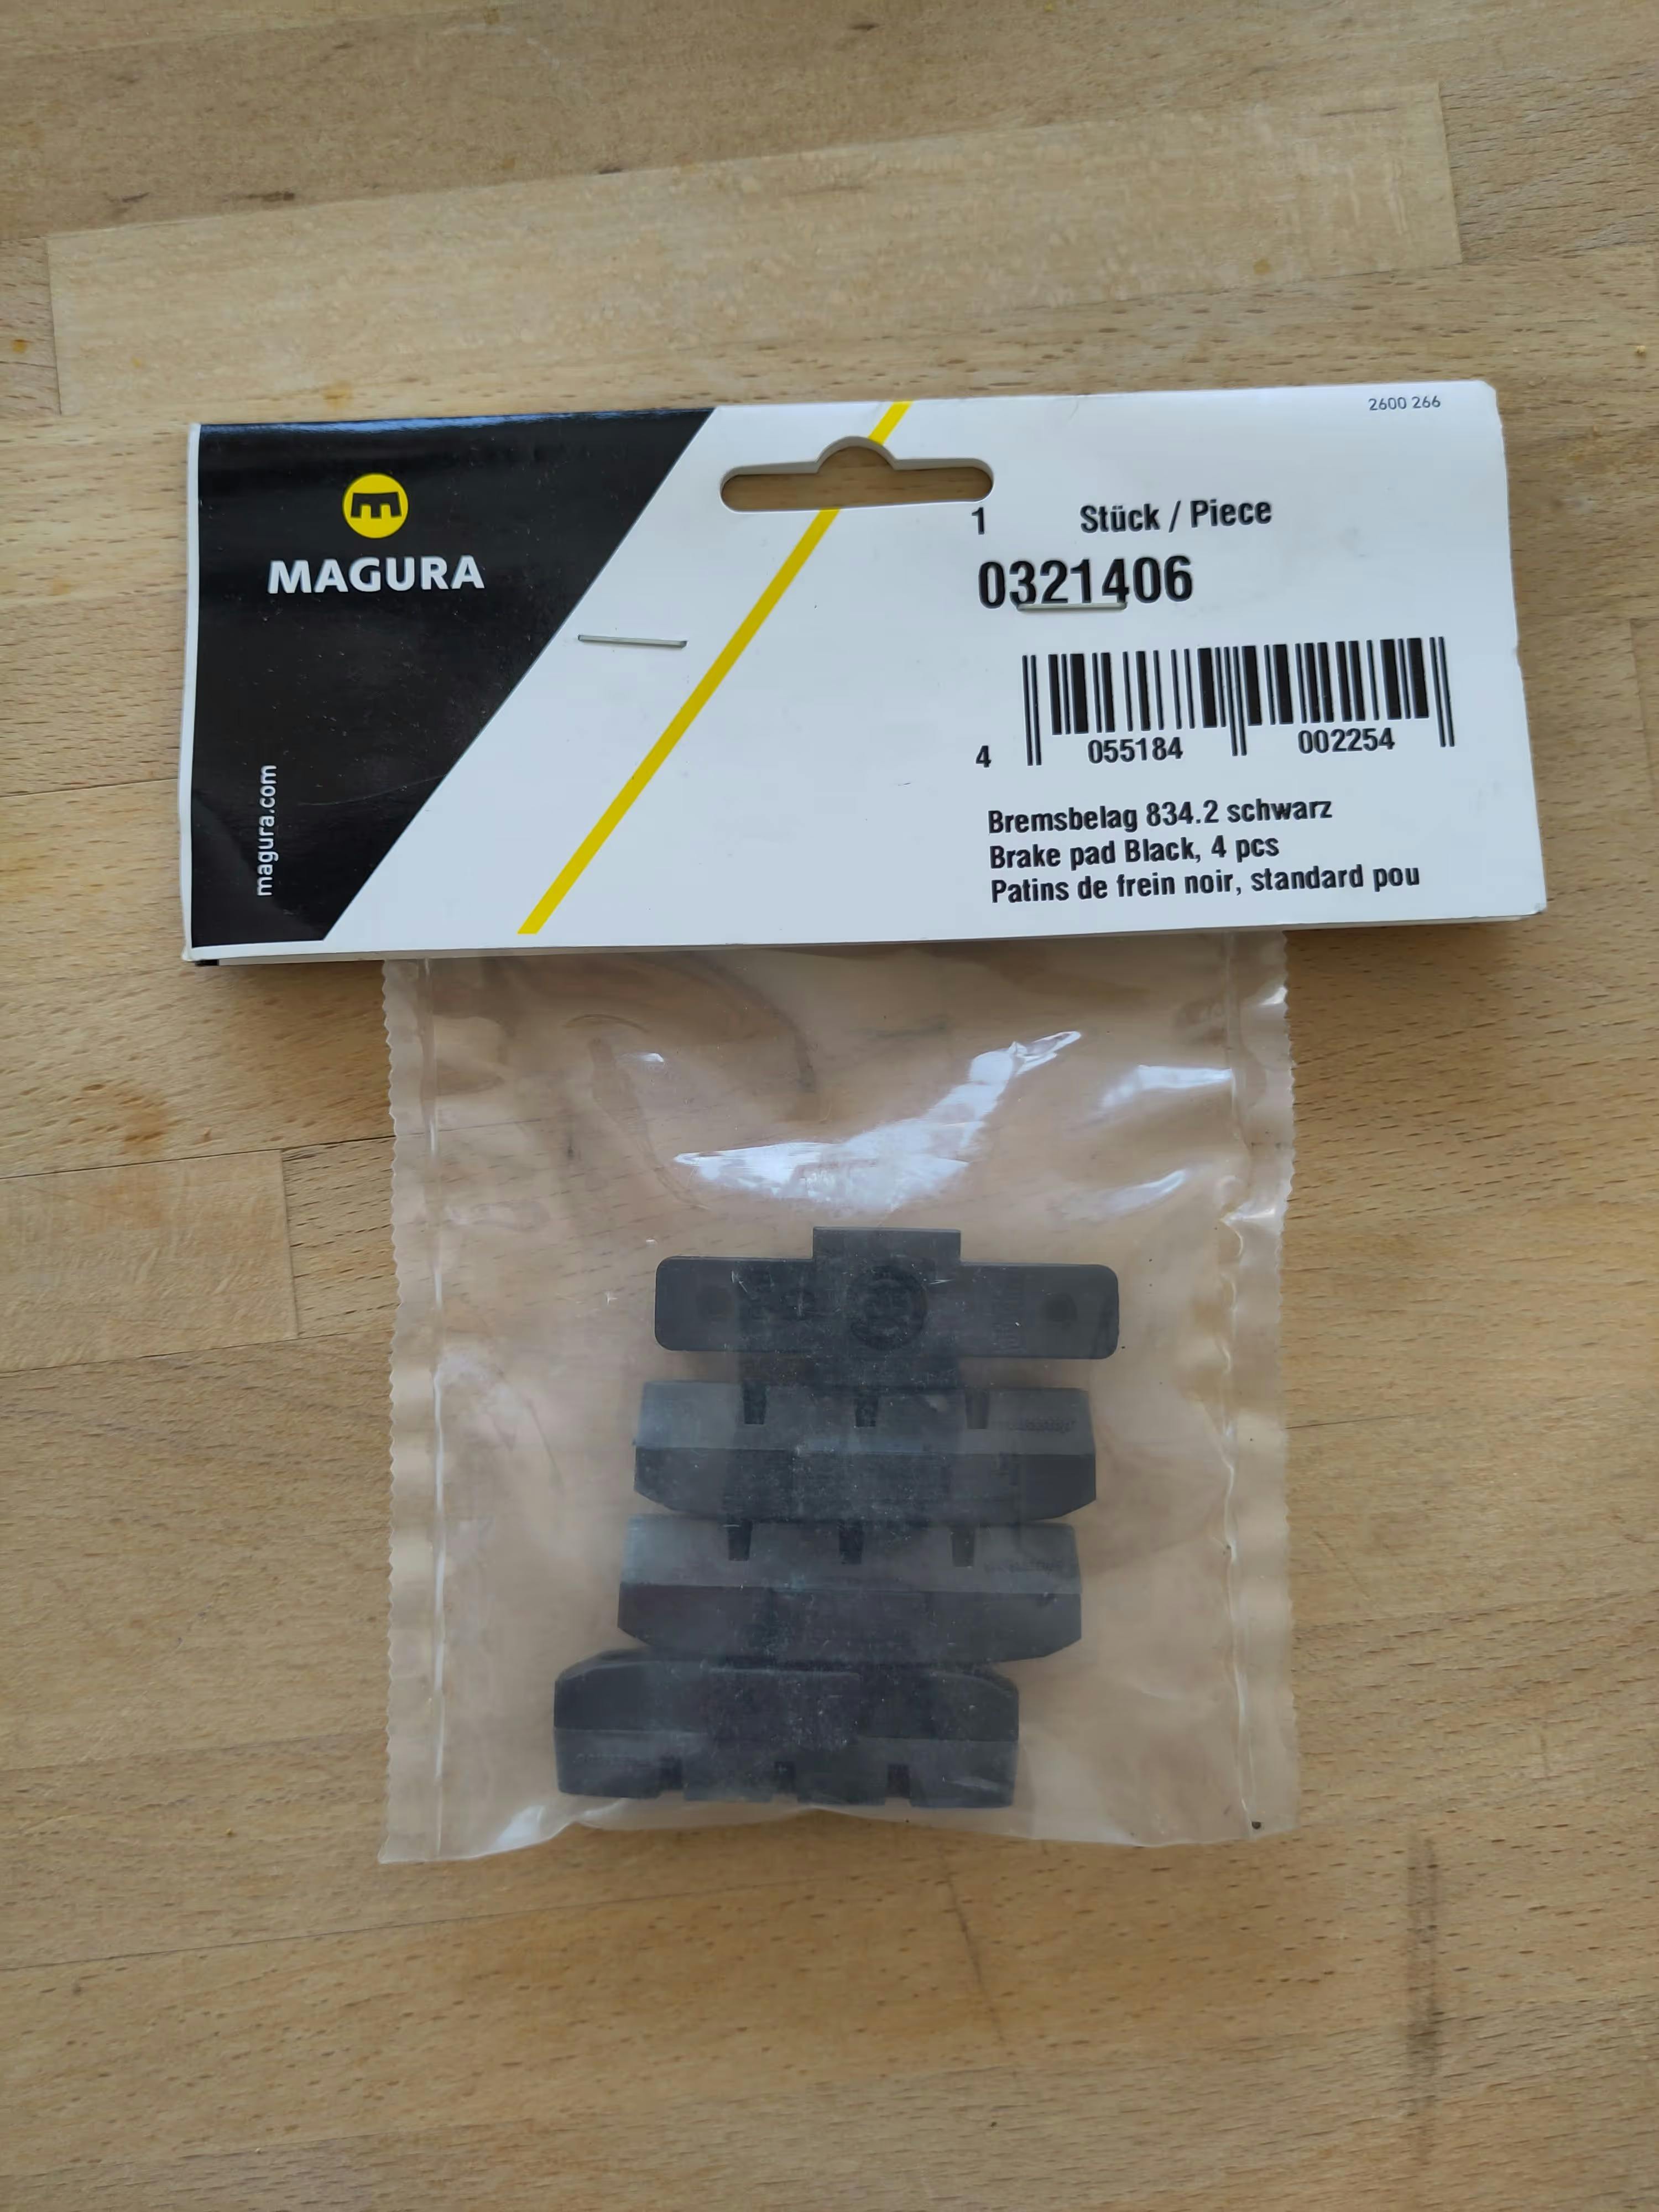 2600 266
MAGURA
magura.com
1 Stück / Piece
0321406
4 055184 002254
Bremsbelag 834.2 schwarz
Brake pad Black, 4 pcs
Patins de frein noir, standard pou